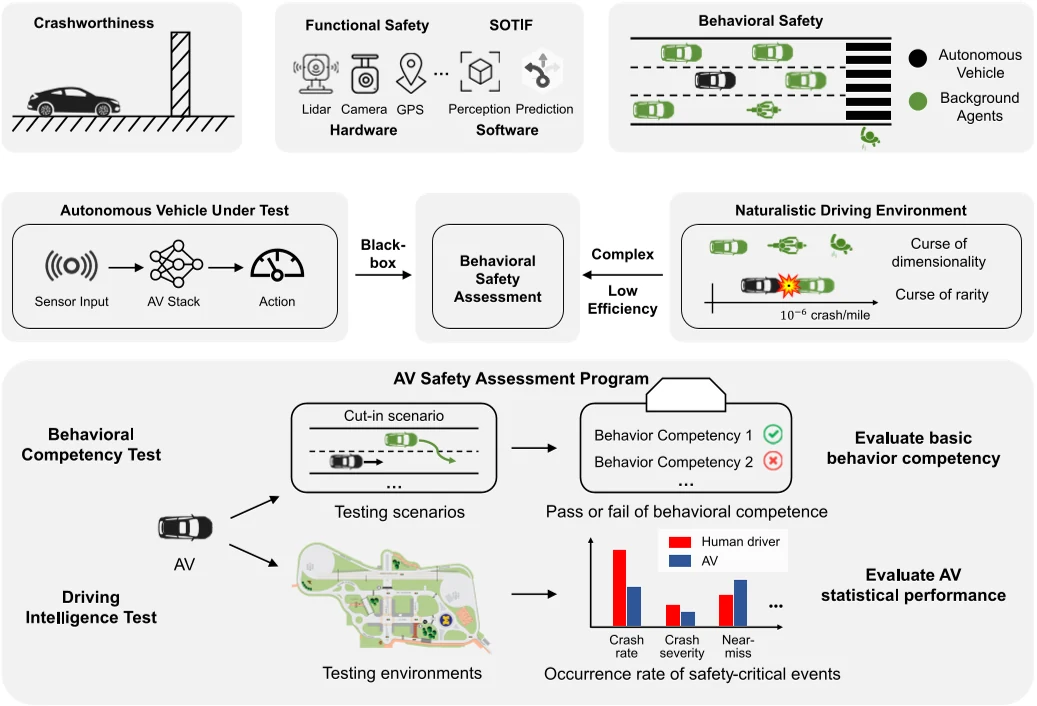 Crashworthiness
Functional Safety
SOTIF
Lidar
Camera
GPS
...
Perception
Prediction
Hardware
Software
Behavioral Safety
Autonomous
Vehicle
Background
Agents
Autonomous Vehicle Under Test
Sensor Input
AV Stack
Action
Black-
box
Behavioral
Safety
Assessment
Complex
Low
Efficiency
Naturalistic Driving Environment
Curse of
dimensionality
Curse of rarity
10⁻⁶ crash/mile
AV Safety Assessment Program
Behavioral
Competency Test
Cut-in scenario
...
Testing scenarios
Behavior Competency 1
Behavior Competency 2
...
Pass or fail of behavioral competence
Evaluate basic
behavior competency
AV
Driving
Intelligence Test
M
Testing environments
Human driver
AV
...
Crash
rate
Crash
severity
Near-
miss
Occurrence rate of safety-critical events
Evaluate AV
statistical performance